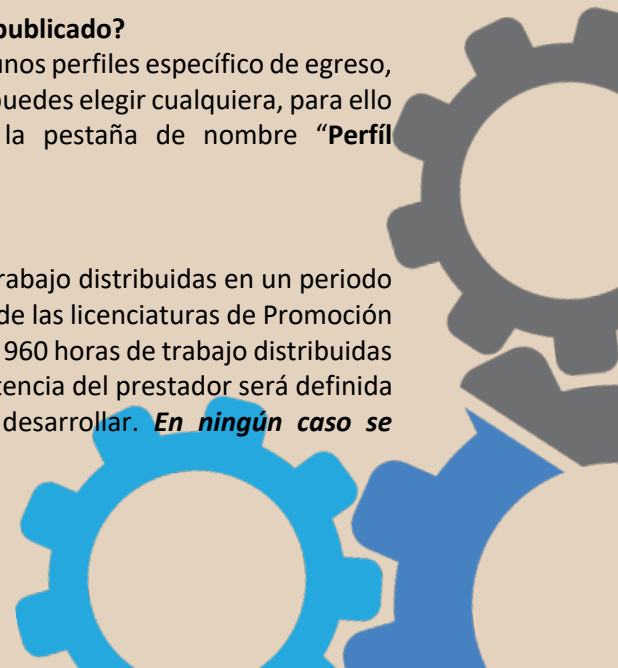 publicado?
unos perfiles específico de egreso,
puedes elegir cualquiera, para ello
la pestaña de nombre “Perfíl
rabajo distribuidas en un periodo
de las licenciaturas de Promoción
960 horas de trabajo distribuidas
tencia del prestador será definida
desarrollar. En ningún caso se